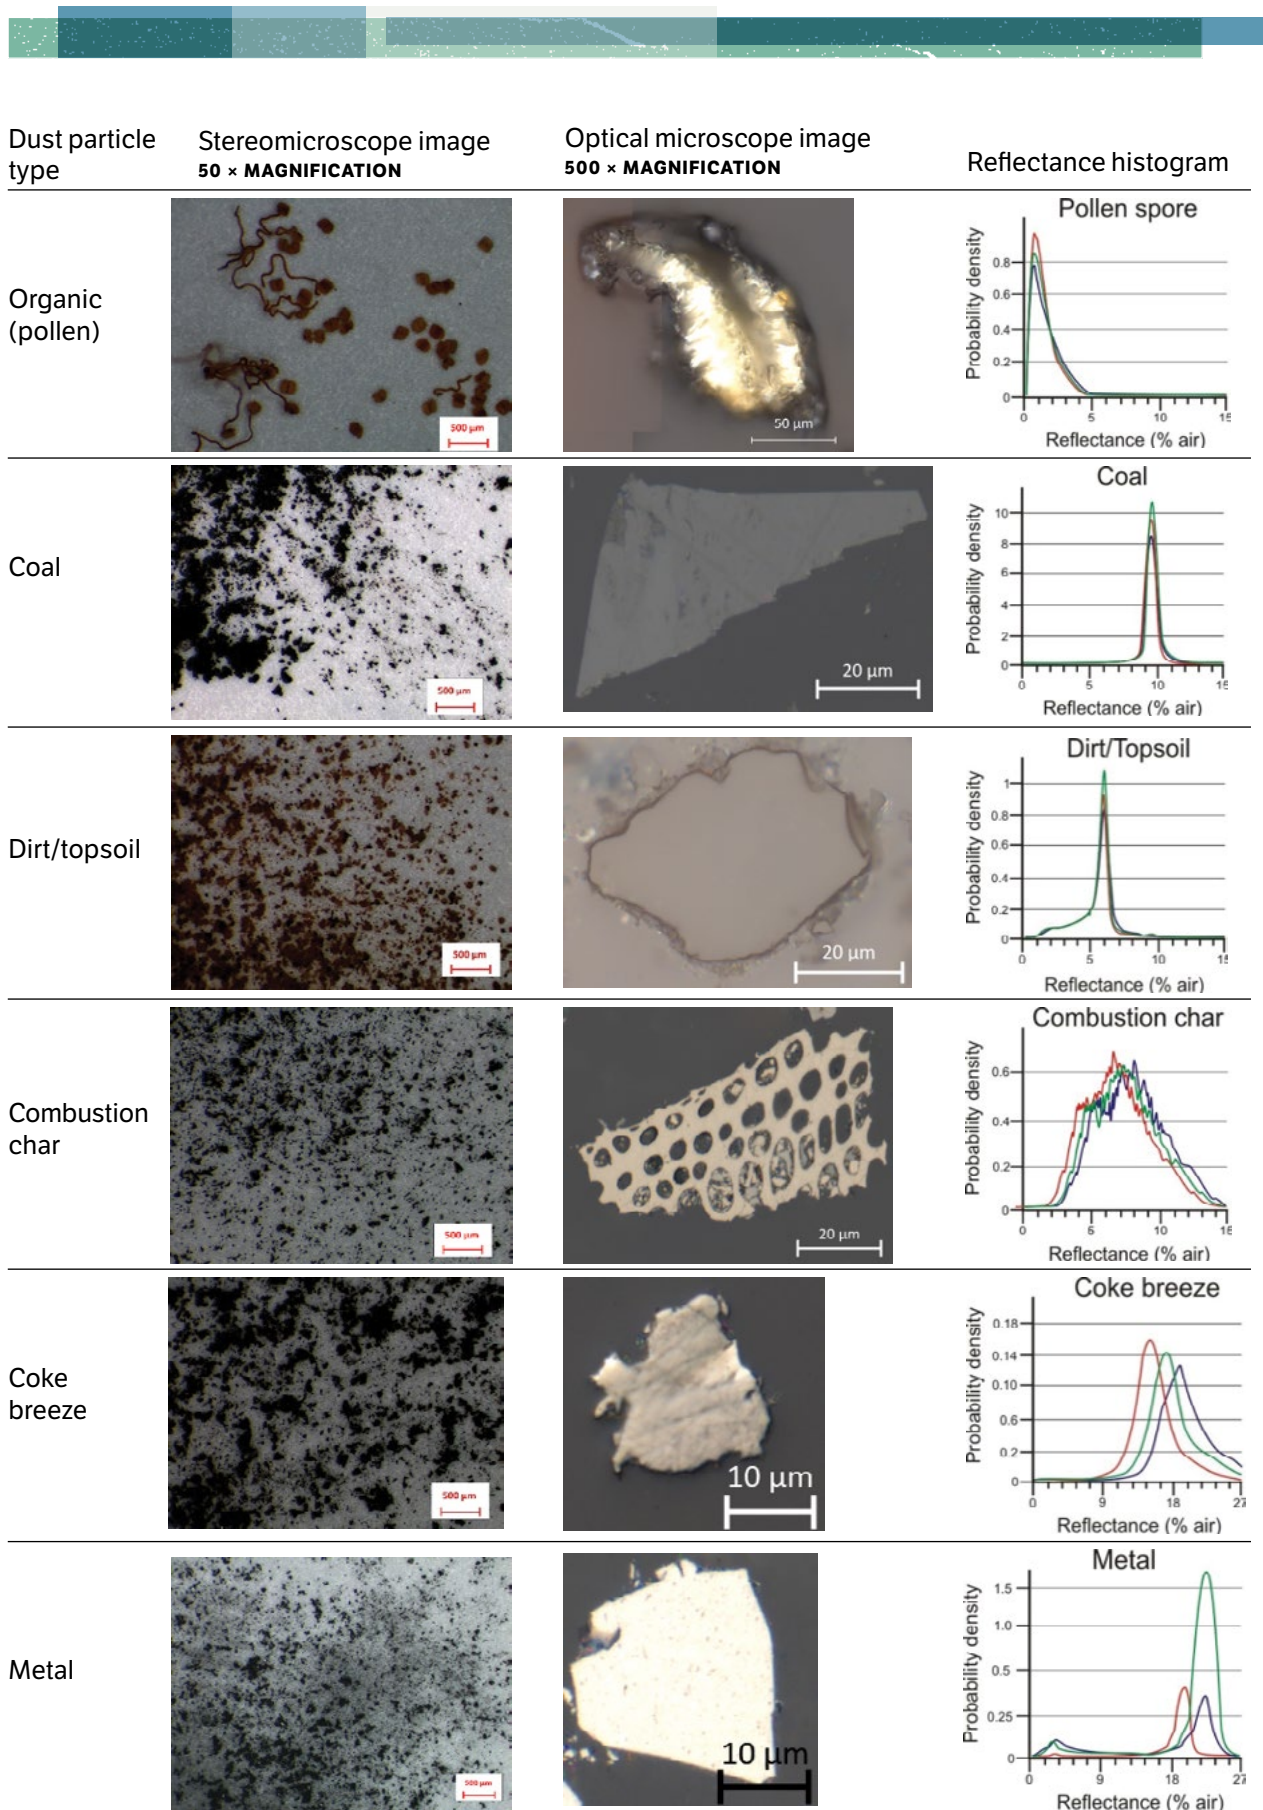 Dust particle
type
Stereomicroscope image
50 × MAGNIFICATION
Optical microscope image
500 × MAGNIFICATION
Reflectance histogram
Organic
(pollen)
500 µm
50 µm
Pollen spore
Probability density
0.8
0.6
0.4
0.2
0
0 5 10 15
Reflectance (% air)
Coal
500 µm
20 µm
Coal
Probability density
10
8
6
4
2
0
0 5 10 15
Reflectance (% air)
Dirt/topsoil
500 µm
20 µm
Dirt/Topsoil
Probability density
1
0.8
0.6
0.4
0.2
0
0 5 10 15
Reflectance (% air)
Combustion
char
500 µm
20 µm
Combustion char
Probability density
0.6
0.4
0.2
0
0 5 10 15
Reflectance (% air)
Coke
breeze
500 µm
10 µm
Coke breeze
Probability density
0.18
0.14
0.10
0.6
0.2
0
0 9 18 27
Reflectance (% air)
Metal
500 µm
10 µm
Metal
Probability density
1.5
1.0
0.5
0.25
0
0 9 18 27
Reflectance (% air)